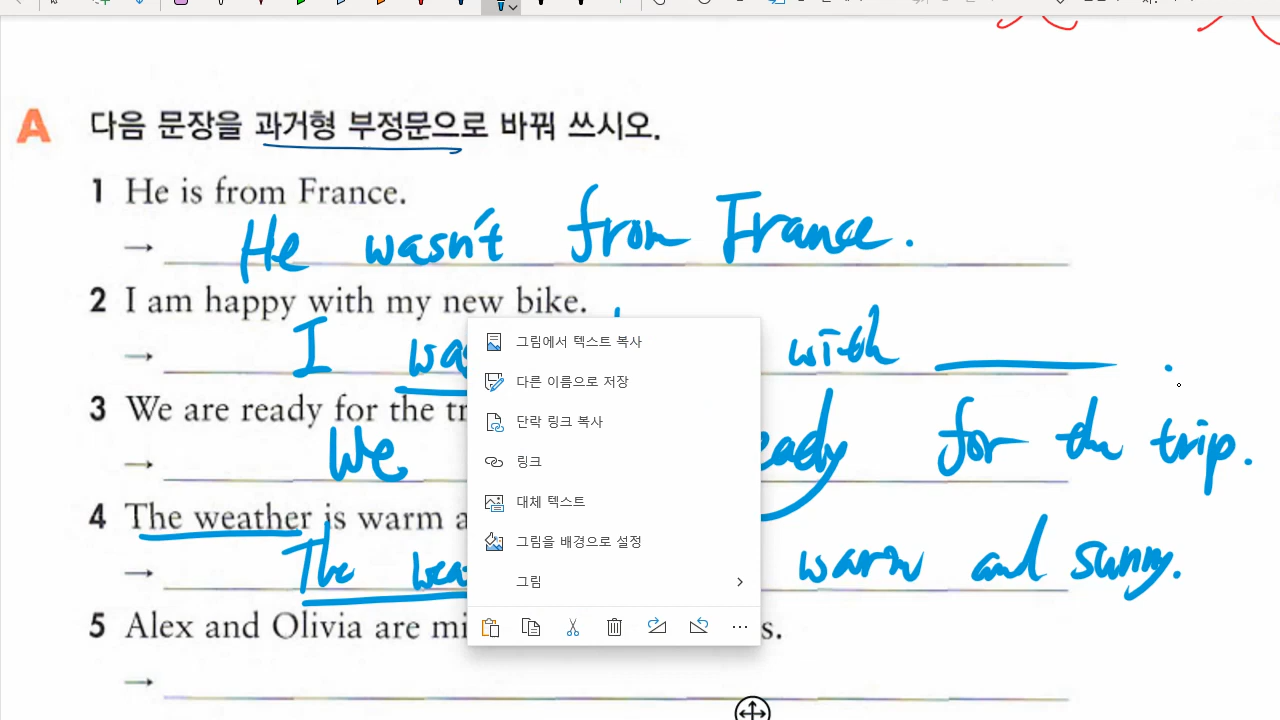 A 다음 문장을 과거형 부정문으로 바꿔 쓰시오.
1 He is from France.
→ He wasn't from France.
2 I am happy with my new bike.
→ I with .
3 We are ready for the
→ We for the trip.
4 The weather is warm
→ The warm and sunny.
5 Alex and Olivia are
→
그림에서 텍스트 복사
다른 이름으로 저장
단락 링크 복사
링크
대체 텍스트
그림을 배경으로 설정
그림